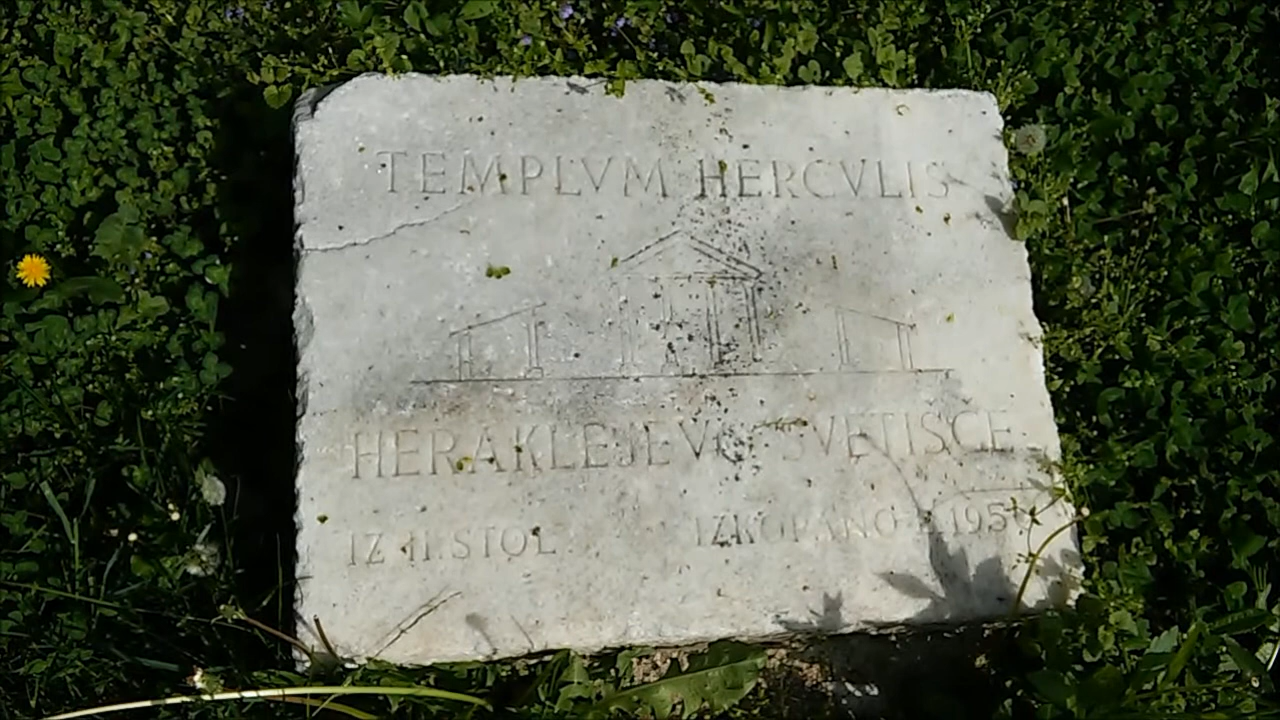 TEMPLVM HERCVLIS
HERAKLEJEVO SVETISCE
IZ II. STOL
IZKOPANO